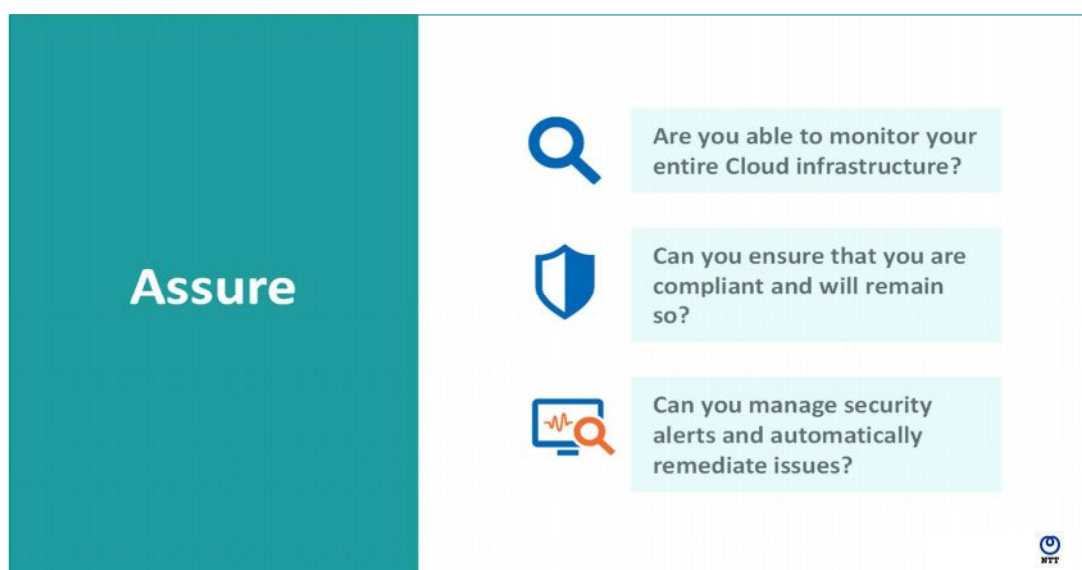 Assure
Are you able to monitor your
entire Cloud infrastructure?
Can you ensure that you are
compliant and will remain
so?
Can you manage security
alerts and automatically
remediate issues?
NTT